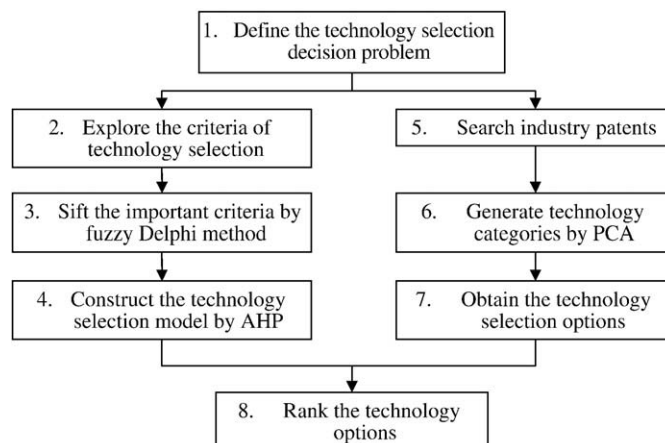 1. Define the technology selection
decision problem
2. Explore the criteria of
technology selection
3. Sift the important criteria by
fuzzy Delphi method
4. Construct the technology
selection model by AHP
5. Search industry patents
6. Generate technology
categories by PCA
7. Obtain the technology
selection options
8. Rank the technology
options